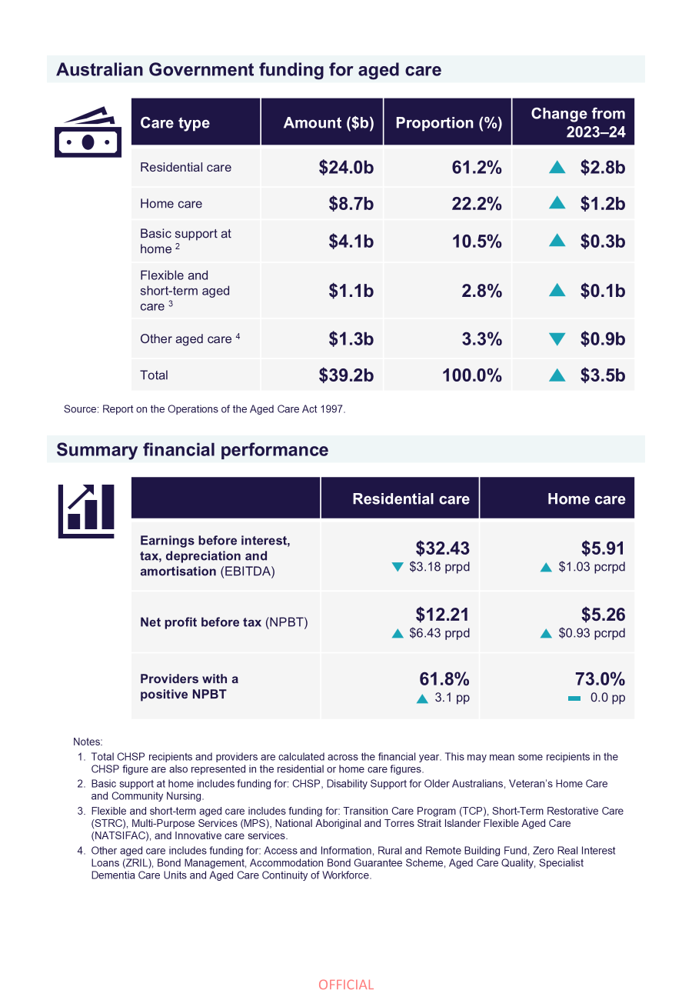 Australian Government funding for aged care
Care type Amount ($b) Proportion (%) Change from
2023–24
Residential care $24.0b 61.2% ▲ $2.8b
Home care $8.7b 22.2% ▲ $1.2b
Basic support at
home 2 $4.1b 10.5% ▲ $0.3b
Flexible and
short-term aged
care 3 $1.1b 2.8% ▲ $0.1b
Other aged care 4 $1.3b 3.3% ▼ $0.9b
Total $39.2b 100.0% ▲ $3.5b
Source: Report on the Operations of the Aged Care Act 1997.
Summary financial performance
Residential care Home care
Earnings before interest,
tax, depreciation and
amortisation (EBITDA)
$32.43 $5.91
▼ $3.18 prpd ▲ $1.03 pcrpd
Net profit before tax (NPBT)
$12.21 $5.26
▲ $6.43 prpd ▲ $0.93 pcrpd
Providers with a
positive NPBT
61.8% 73.0%
▲ 3.1 pp 0.0 pp
Notes:
1. Total CHSP recipients and providers are calculated across the financial year. This may mean some recipients in the
CHSP figure are also represented in the residential or home care figures.
2. Basic support at home includes funding for: CHSP, Disability Support for Older Australians, Veteran’s Home Care
and Community Nursing.
3. Flexible and short-term aged care includes funding for: Transition Care Program (TCP), Short-Term Restorative Care
(STRC), Multi-Purpose Services (MPS), National Aboriginal and Torres Strait Islander Flexible Aged Care
(NATSIFAC), and Innovative care services.
4. Other aged care includes funding for: Access and Information, Rural and Remote Building Fund, Zero Real Interest
Loans (ZRIL), Bond Management, Accommodation Bond Guarantee Scheme, Aged Care Quality, Specialist
Dementia Care Units and Aged Care Continuity of Workforce.
OFFICIAL